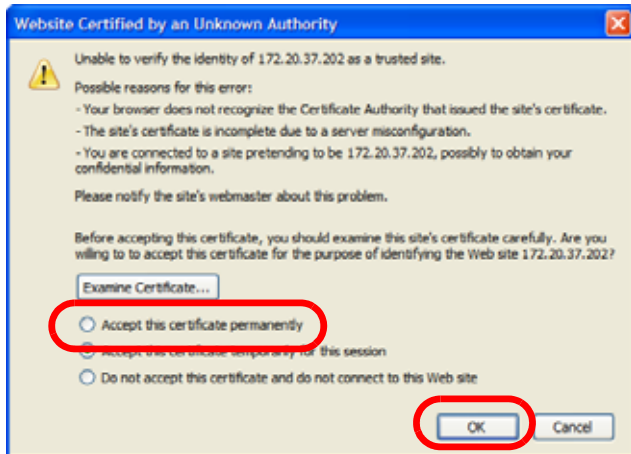 Website Certified by an Unknown Authority
Unable to verify the identity of 172.20.37.202 as a trusted site.
Possible reasons for this error:
- Your browser does not recognize the Certificate Authority that issued the site's certificate.
- The site's certificate is incomplete due to a server misconfiguration.
- You are connected to a site pretending to be 172.20.37.202, possibly to obtain your
confidential information.
Please notify the site's webmaster about this problem.
Before accepting this certificate, you should examine this site's certificate carefully. Are you
willing to to accept this certificate for the purpose of identifying the Web site 172.20.37.202?
Examine Certificate...
Accept this certificate permanently
Accept this certificate temporarily for this session
Do not accept this certificate and do not connect to this Web site
OK
Cancel